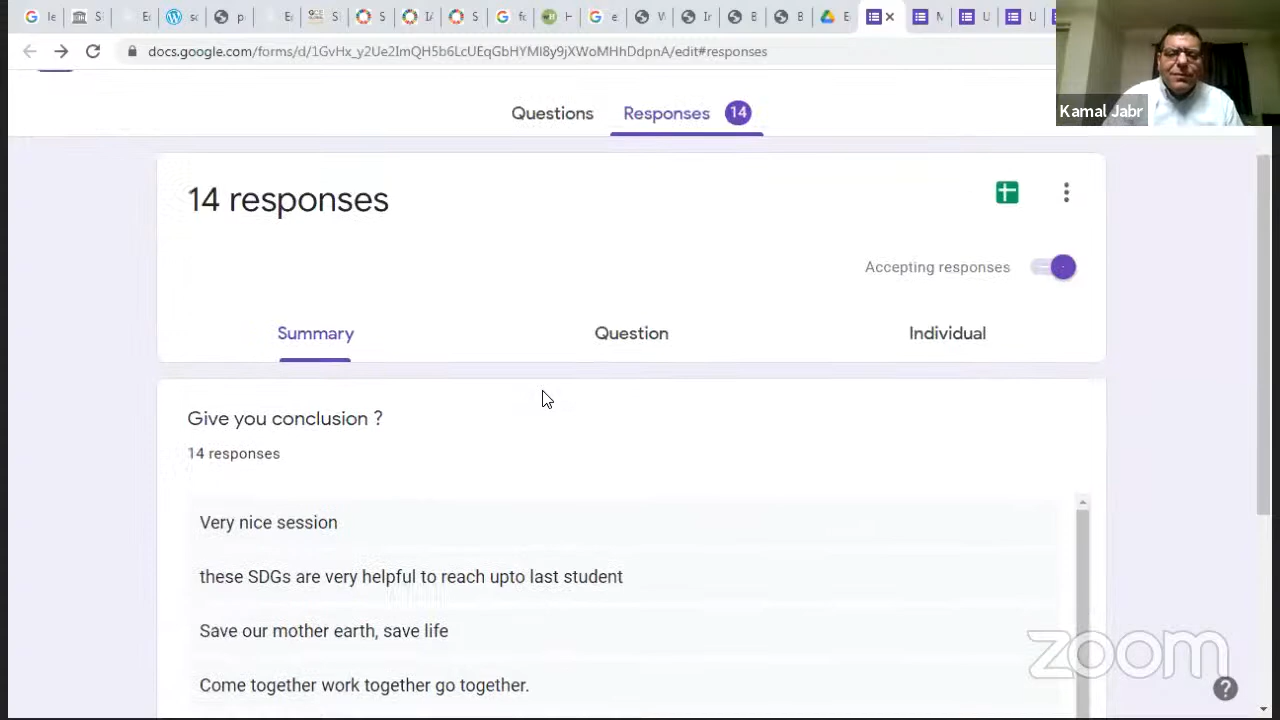 docs.google.com/forms/d/1GvHx_y2Ue2ImQH5b6LcUEqGbHYMl8y9jXWoMHhDdpnA/edit#responses
Kamal Jabr
Questions
Responses 14
14 responses
Accepting responses
Summary
Question
Individual
Give you conclusion ?
14 responses
Very nice session
these SDGs are very helpful to reach upto last student
Save our mother earth, save life
Come together work together go together.
zoom